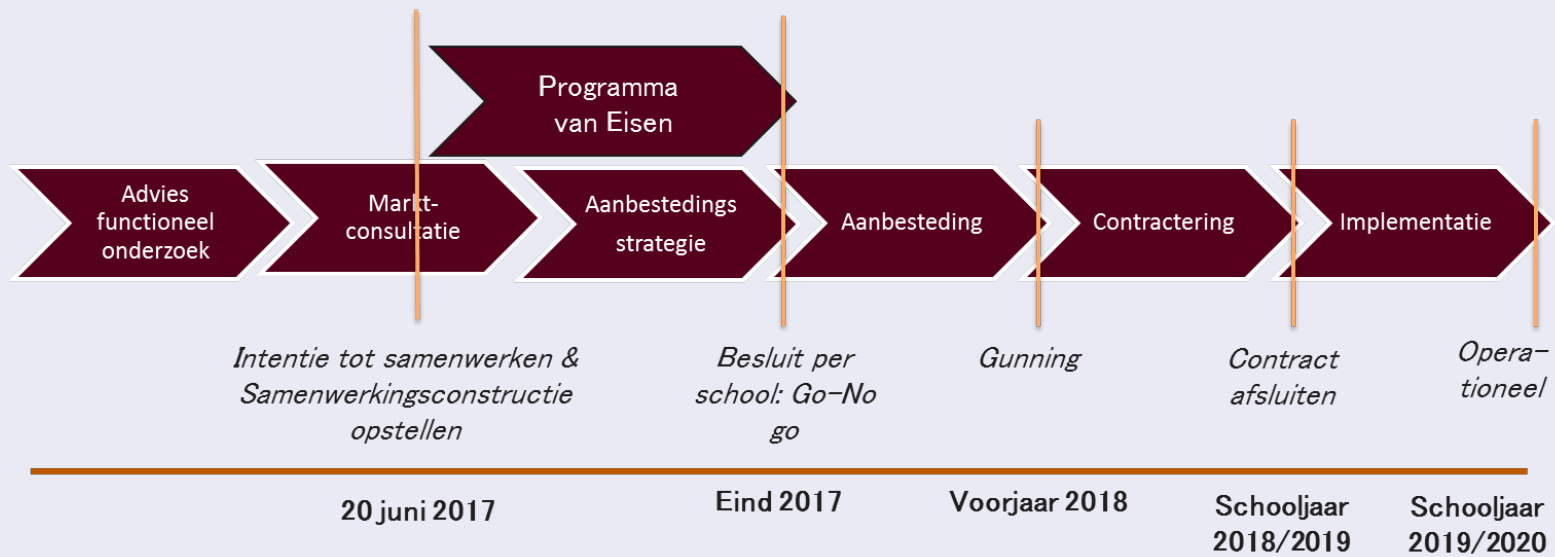 Programma
van Eisen
Advies
functioneel
onderzoek
Markt-
consultatie
Aanbestedings
strategie
Aanbesteding
Contractering
Implementatie
Intentie tot samenwerken &
Samenwerkingsconstructie
opstellen
Besluit per
school: Go-No
go
Gunning
Contract
afsluiten
Opera-
tioneel
20 juni 2017
Eind 2017
Voorjaar 2018
Schooljaar
2018/2019
Schooljaar
2019/2020